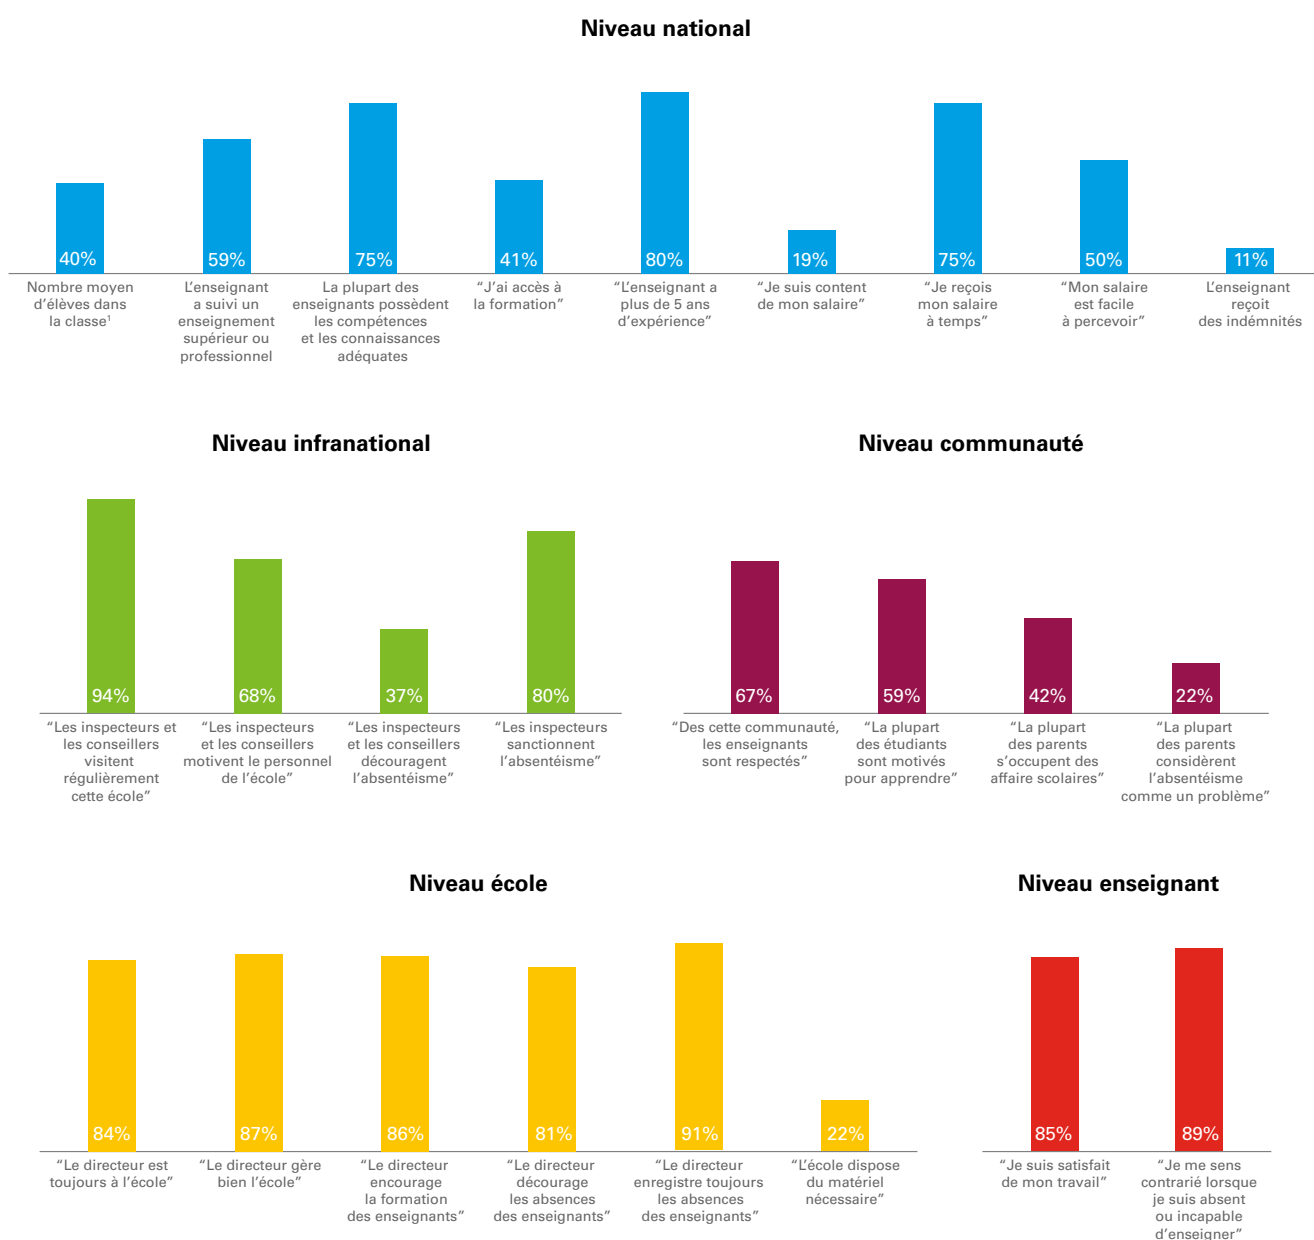 Niveau national
40%
59%
75%
41%
80%
19%
75%
50%
11%
Nombre moyen
d’élèves dans
la classe¹
L’enseignant
a suivi un
enseignement
supérieur ou
professionnel
La plupart des
enseignants possèdent
les compétences
et les connaissances
adéquates
“J’ai accès à
la formation”
“L’enseignant a
plus de 5 ans
d’expérience”
“Je suis content
de mon salaire”
“Je reçois
mon salaire
à temps”
“Mon salaire
est facile
à percevoir”
L’enseignant
reçoit
des indémnités
Niveau infranational
94%
68%
37%
80%
“Les inspecteurs et
les conseillers
visitent
régulièrement
cette école”
“Les inspecteurs
et les conseillers
motivent le personnel
de l’école”
“Les inspecteurs
et les conseillers
découragent
l’absentéisme”
“Les inspecteurs
sanctionnent
l’absentéisme”
Niveau communauté
67%
59%
42%
22%
“Des cette communauté,
les enseignants
sont respectés”
“La plupart
des étudiants
sont motivés
pour apprendre”
“La plupart
des parents
s’occupent des
affaire scolaires”
“La plupart
des parents
considèrent
l’absentéisme
comme un problème”
Niveau école
84%
87%
86%
81%
91%
22%
“Le directeur est
toujours à l’école”
“Le directeur gère
bien l’école”
“Le directeur
encourage
la formation
des enseignants”
“Le directeur
décourage
les absences
des enseignants”
“Le directeur
enregistre toujours
les absences
des enseignants”
“L’école dispose
du matériel
nécessaire”
Niveau enseignant
85%
89%
“Je suis satisfait
de mon travail”
“Je me sens
contrarié lorsque
je suis absent
ou incapable
d’enseigner”